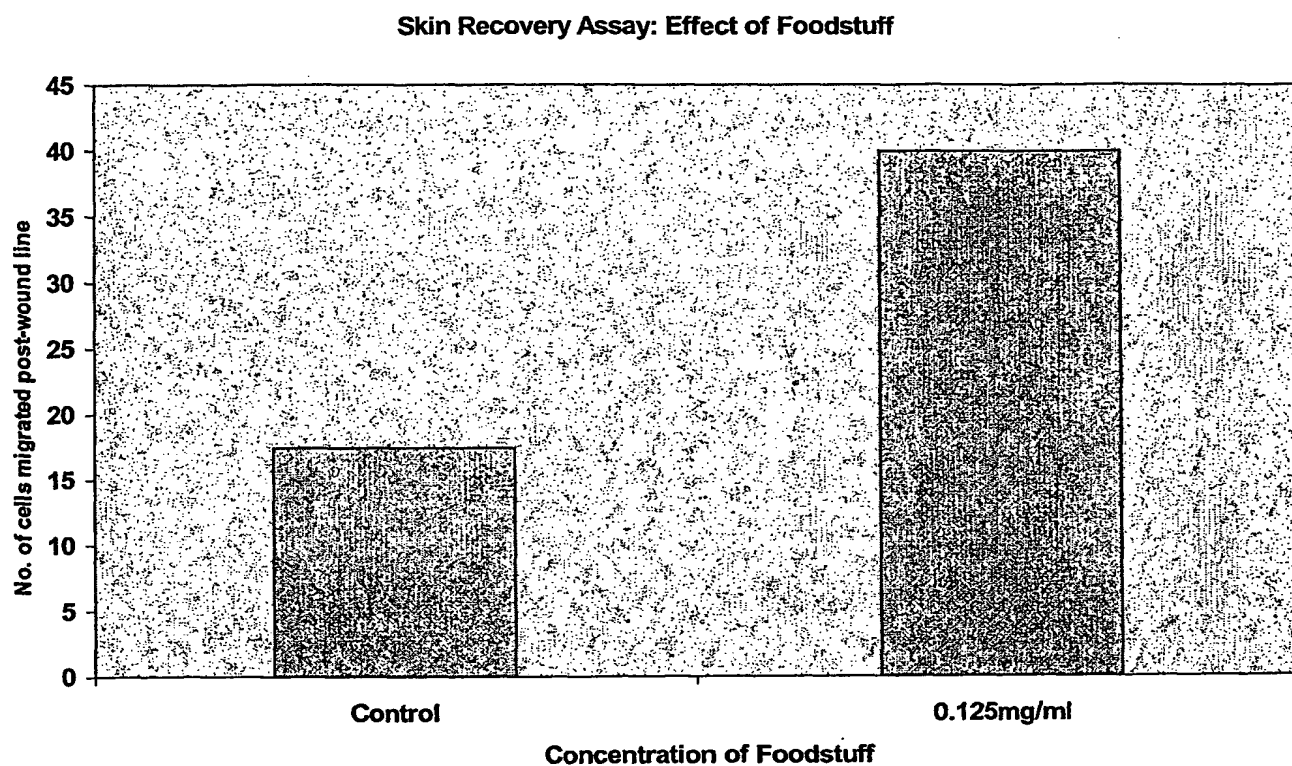 Skin Recovery Assay: Effect of Foodstuff
No. of cells migrated post-wound line
45
40
35
30
25
20
15
10
5
0
Control
0.125mg/ml
Concentration of Foodstuff